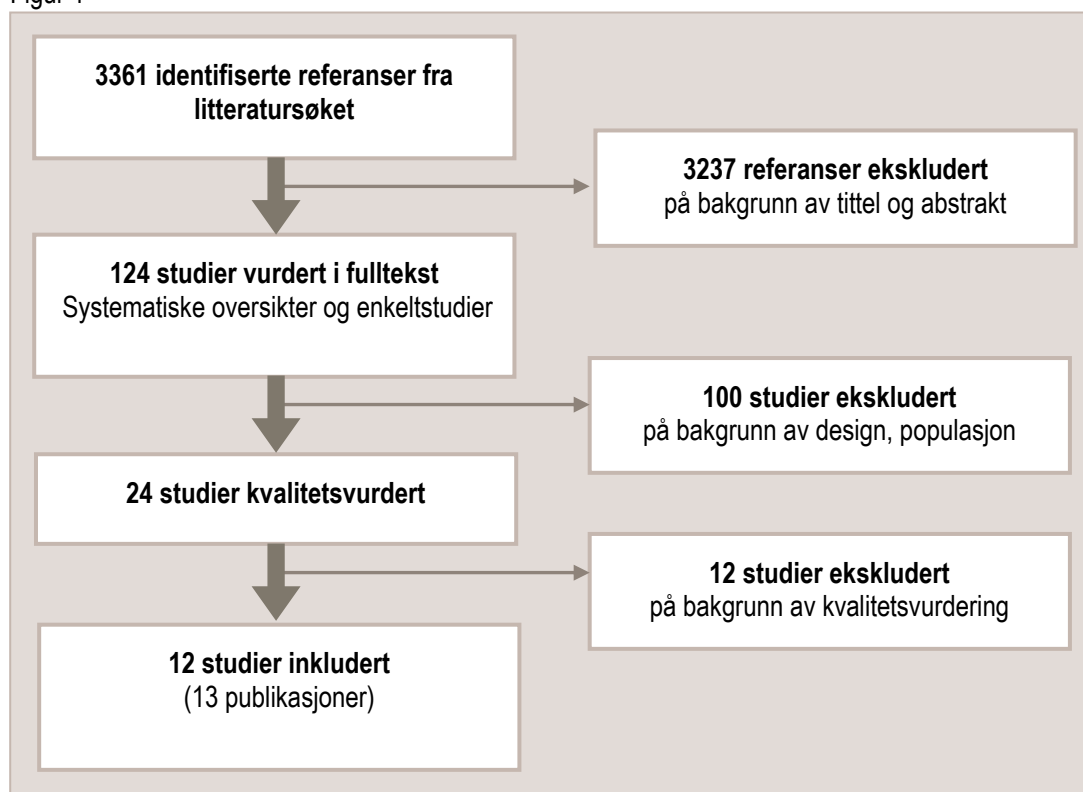 3361 identifiserte referanser fra
litteratursøket
3237 referanser ekskludert
på bakgrunn av tittel og abstrakt
124 studier vurdert i fulltekst
Systematiske oversikter og enkeltstudier
100 studier ekskludert
på bakgrunn av design, populasjon
24 studier kvalitetsvurdert
12 studier ekskludert
på bakgrunn av kvalitetsvurdering
12 studier inkludert
(13 publikasjoner)